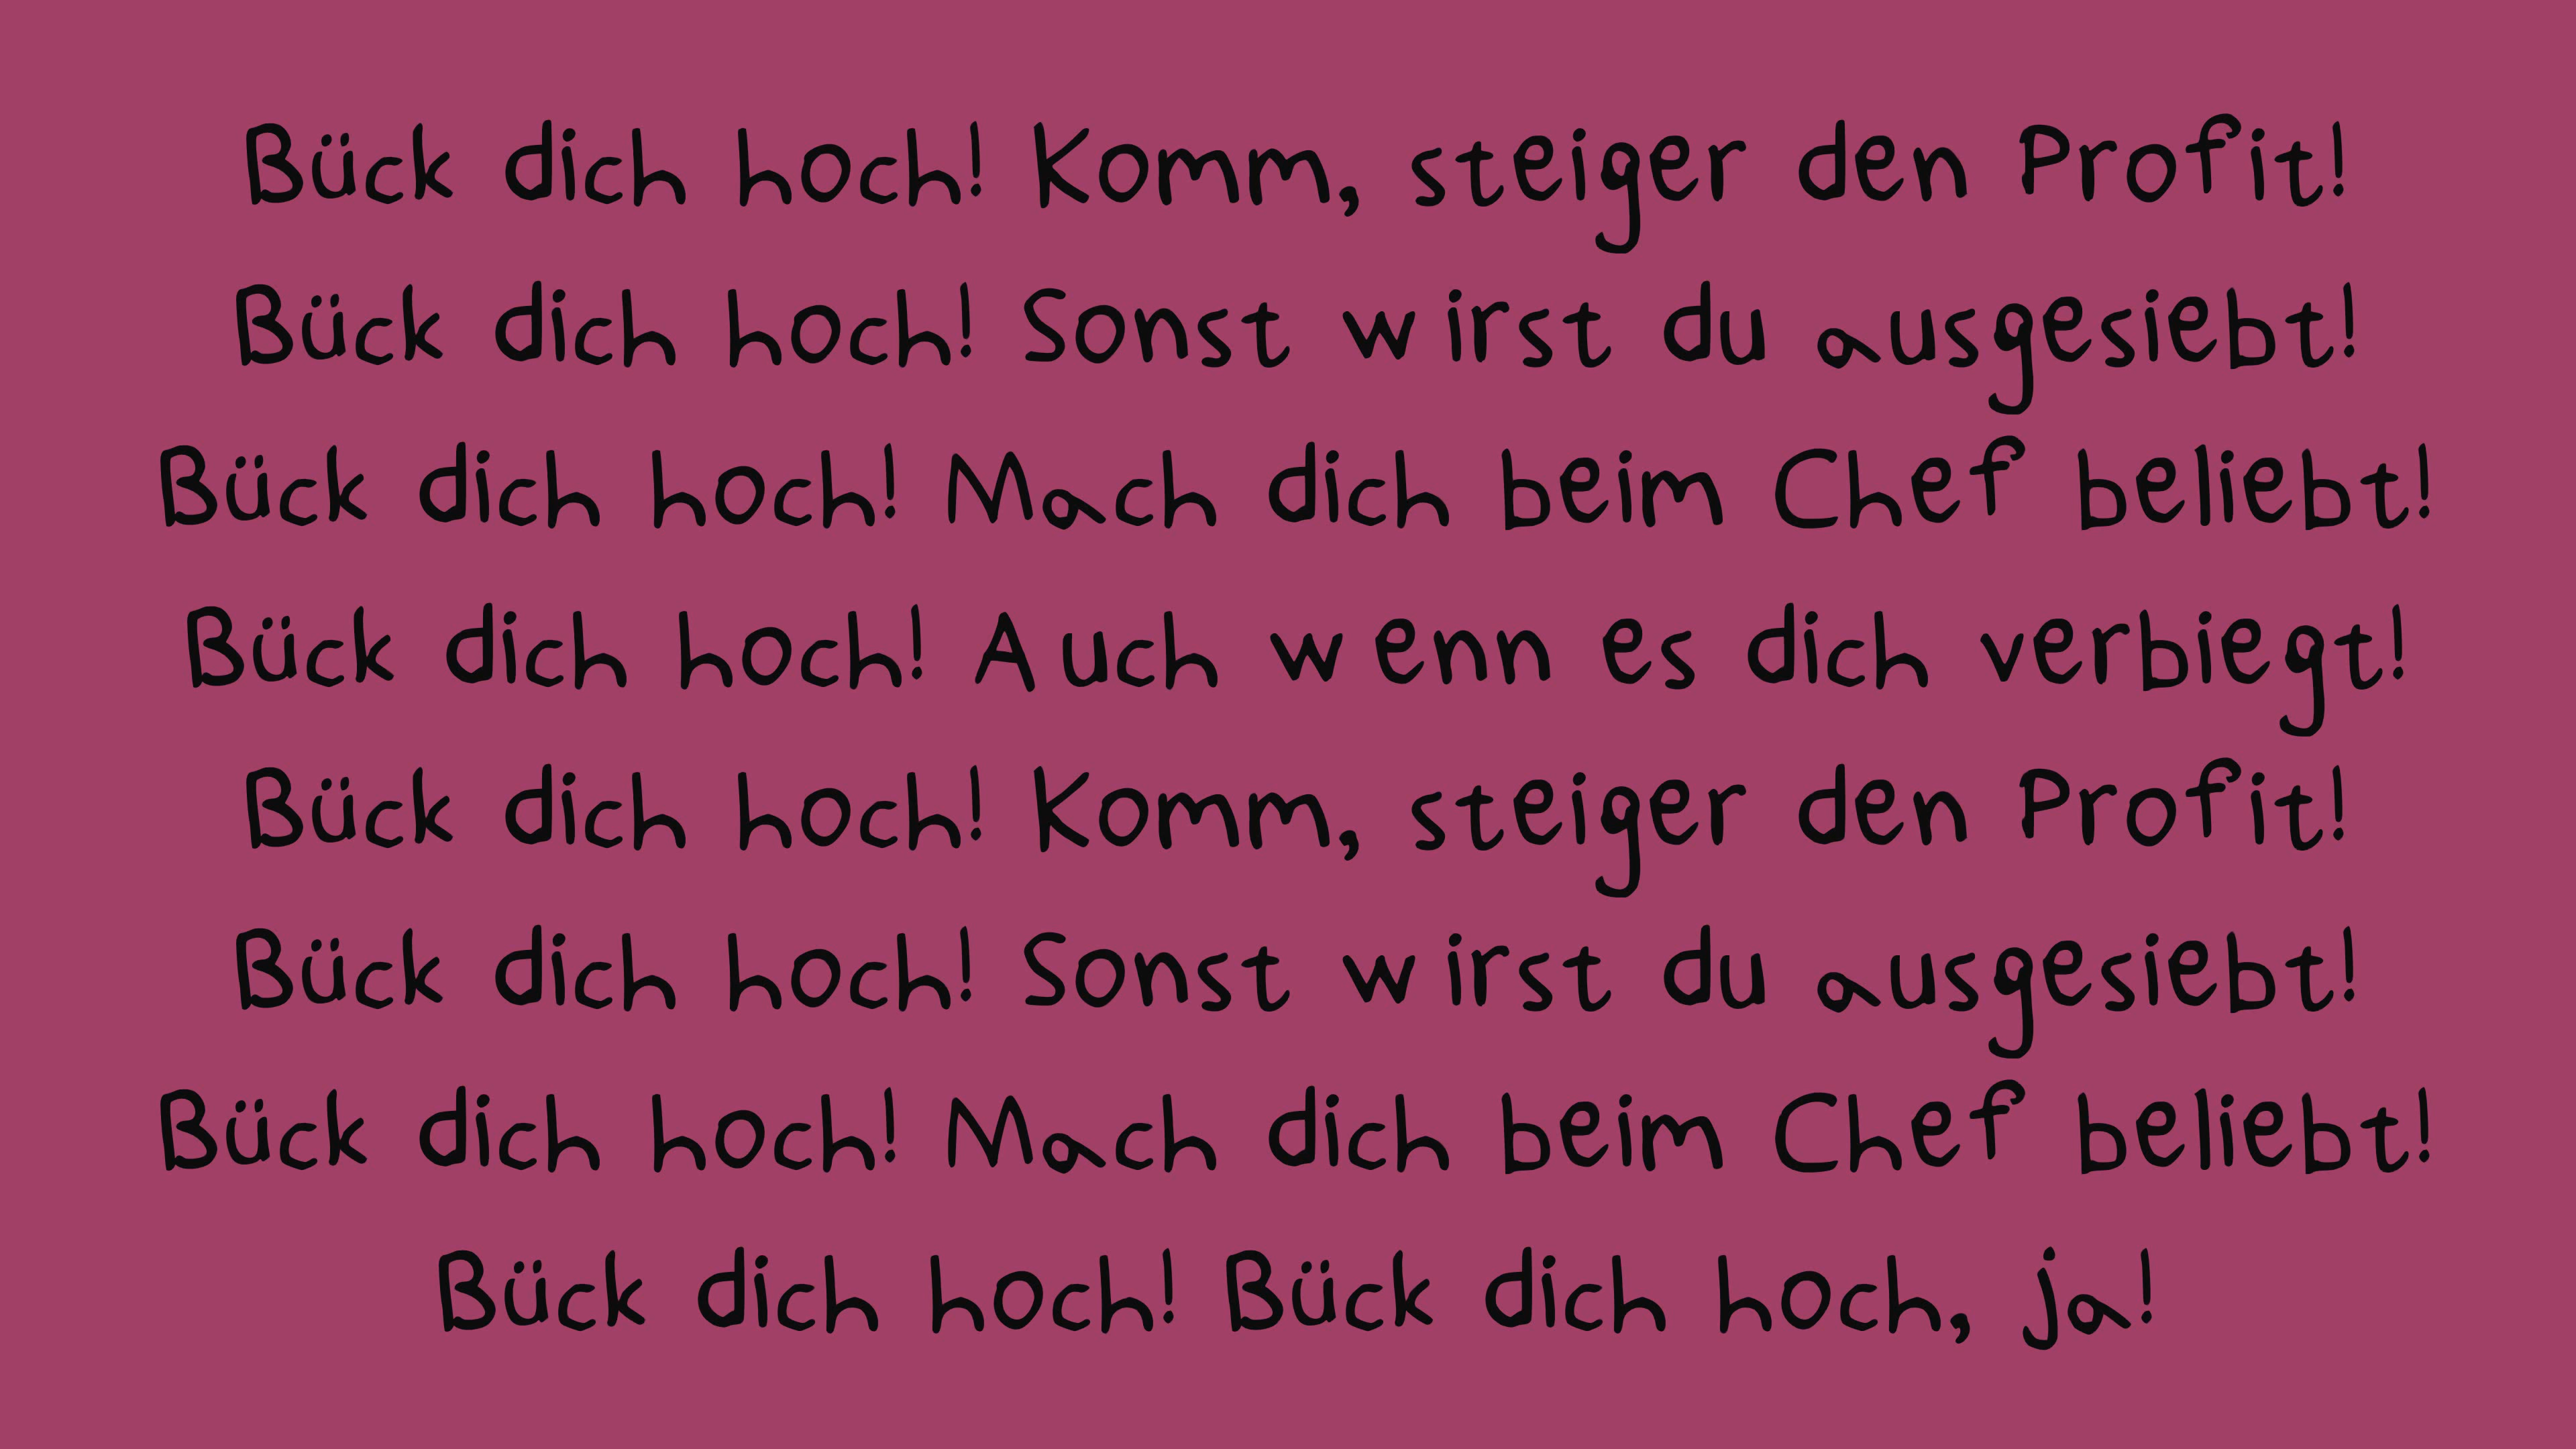 Bück dich hoch! Komm, steiger den Profit!
Bück dich hoch! Sonst wirst du ausgesiebt!
Bück dich hoch! Mach dich beim Chef beliebt!
Bück dich hoch! Auch wenn es dich verbiegt!
Bück dich hoch! Komm, steiger den Profit!
Bück dich hoch! Sonst wirst du ausgesiebt!
Bück dich hoch! Mach dich beim Chef beliebt!
Bück dich hoch! Bück dich hoch, ja!